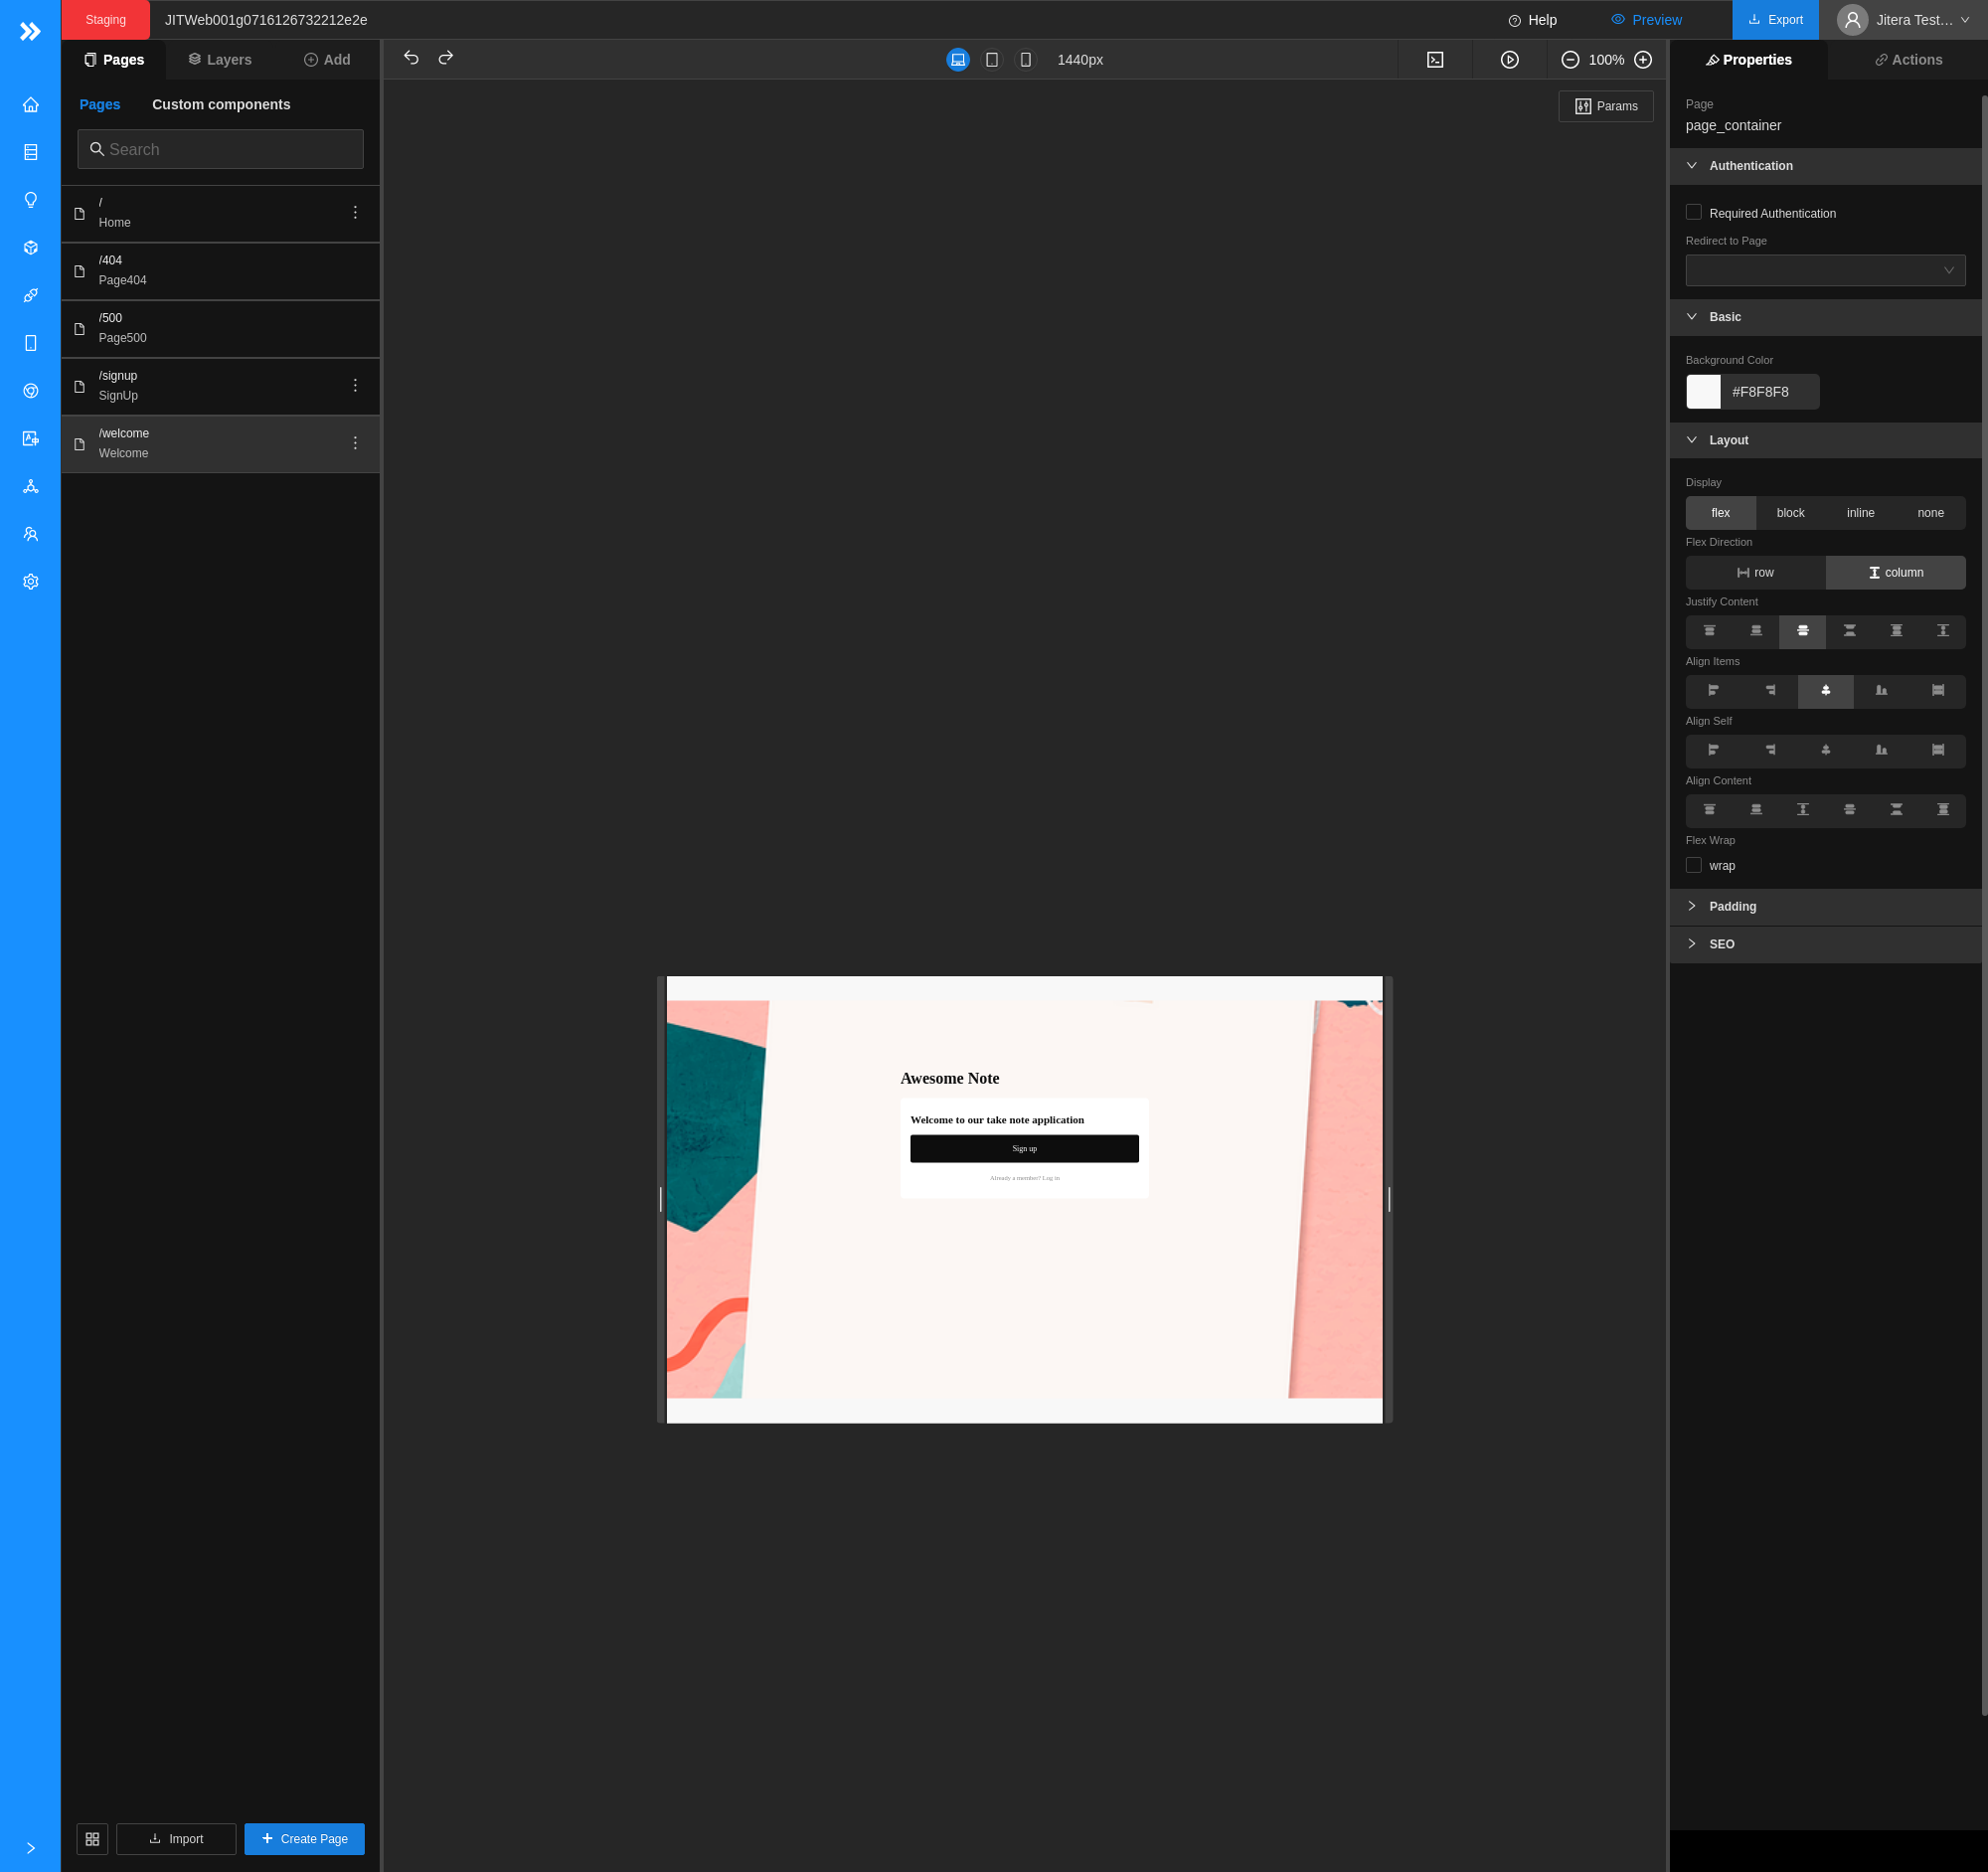 Staging
JITWeb001g0716126732212e2e
Help
Preview
Export
Jitera Test...
Pages
Layers
Add
1440px
100%
Properties
Actions
Pages
Custom components
Search
/
Home
/404
Page404
/500
Page500
/signup
SignUp
/welcome
Welcome
Import
Create Page
Params
Awesome Note
Welcome to our take note application
Sign up
Already a member? Log in
Page
page_container
Authentication
Required Authentication
Redirect to Page
Basic
Background Color
#F8F8F8
Layout
Display
flex
block
inline
none
Flex Direction
row
column
Justify Content
Align Items
Align Self
Align Content
Flex Wrap
wrap
Padding
SEO